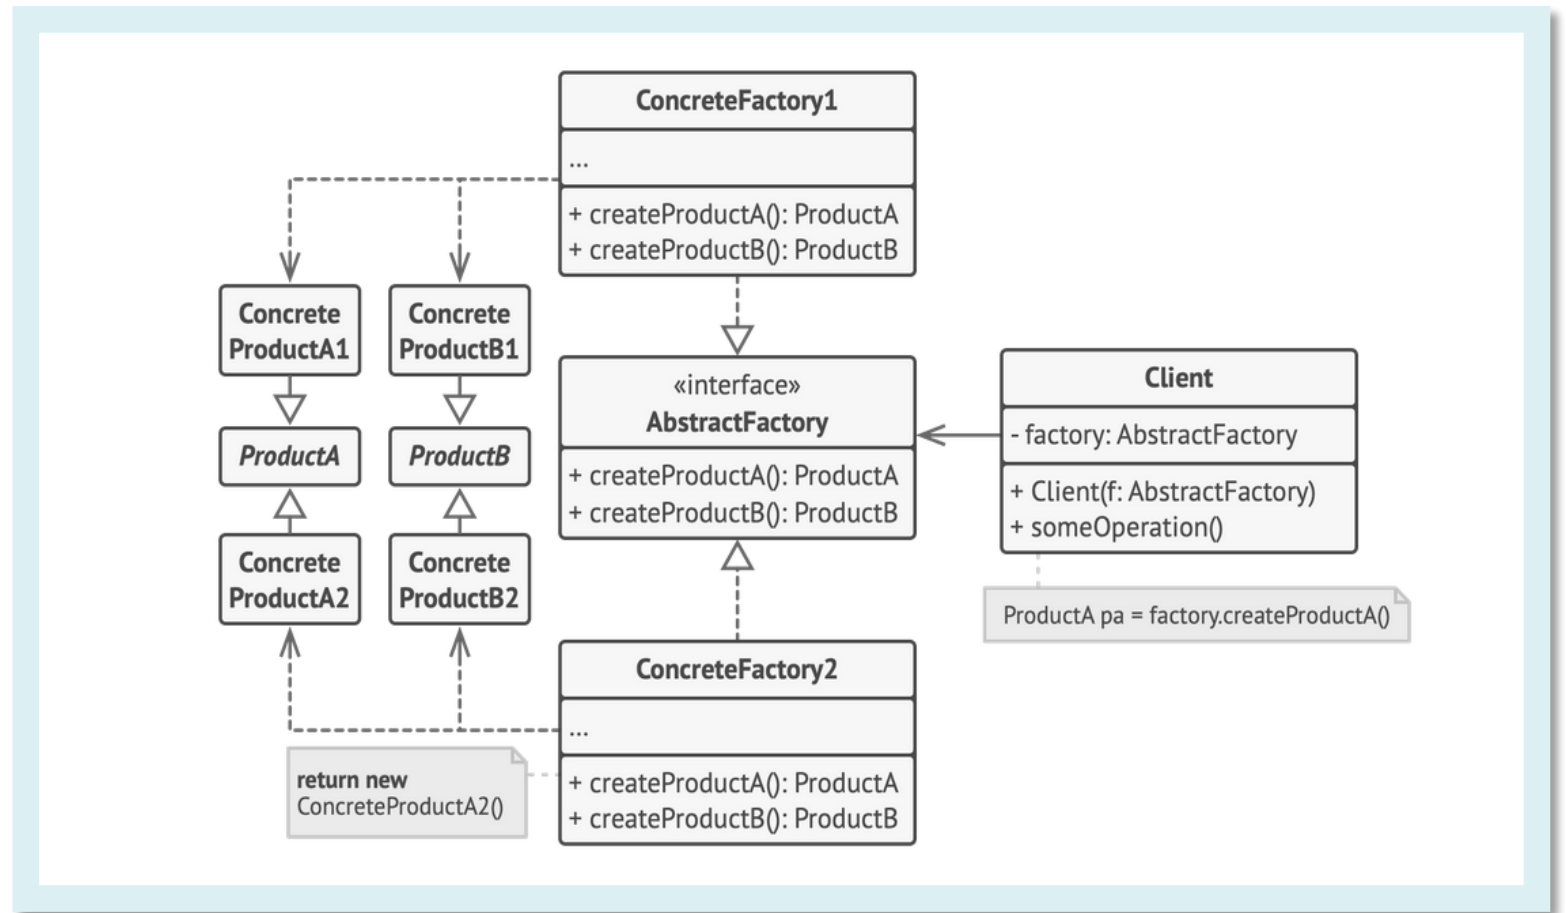 ConcreteFactory1
...
+ createProductA(): ProductA
+ createProductB(): ProductB
Concrete
ProductA1
Concrete
ProductB1
ProductA
ProductB
Concrete
ProductA2
Concrete
ProductB2
«interface»
AbstractFactory
+ createProductA(): ProductA
+ createProductB(): ProductB
Client
- factory: AbstractFactory
+ Client(f: AbstractFactory)
+ someOperation()
ProductA pa = factory.createProductA()
ConcreteFactory2
...
+ createProductA(): ProductA
+ createProductB(): ProductB
return new
ConcreteProductA2()